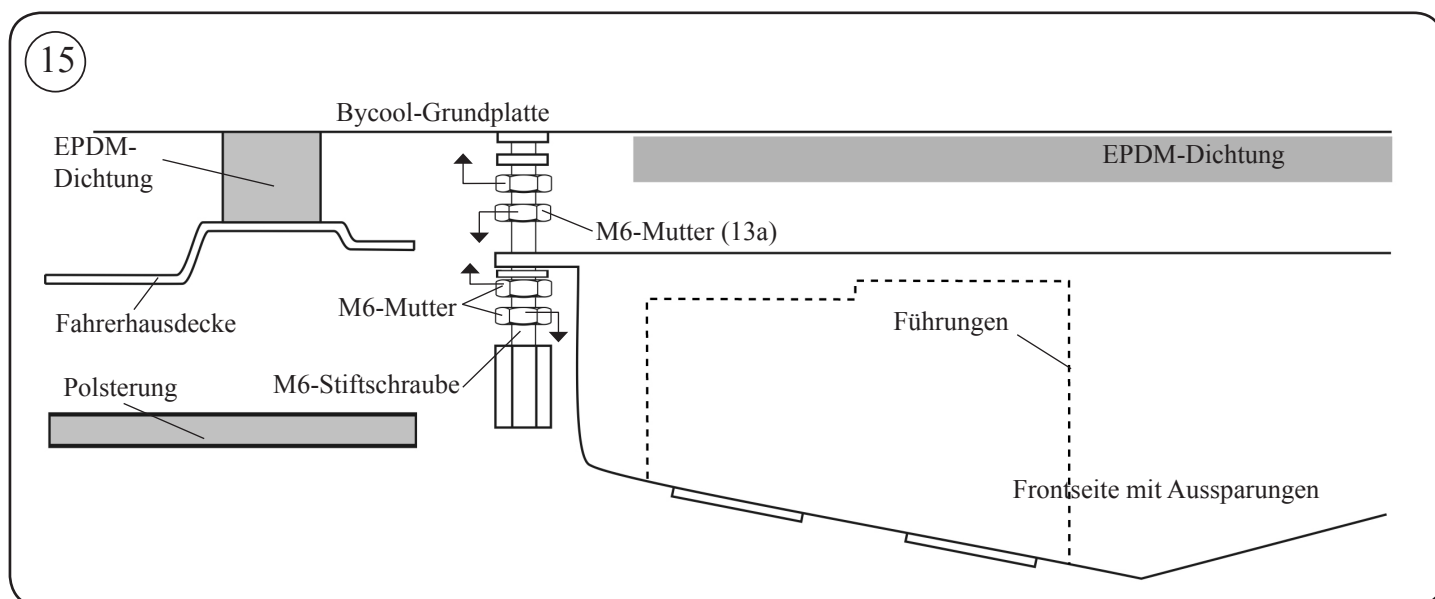 15
Bycool-Grundplatte
EPDM-
Dichtung
EPDM-Dichtung
M6-Mutter (13a)
M6-Mutter
Fahrerhausdecke
Führungen
M6-Stiftschraube
Polsterung
Frontseite mit Aussparungen